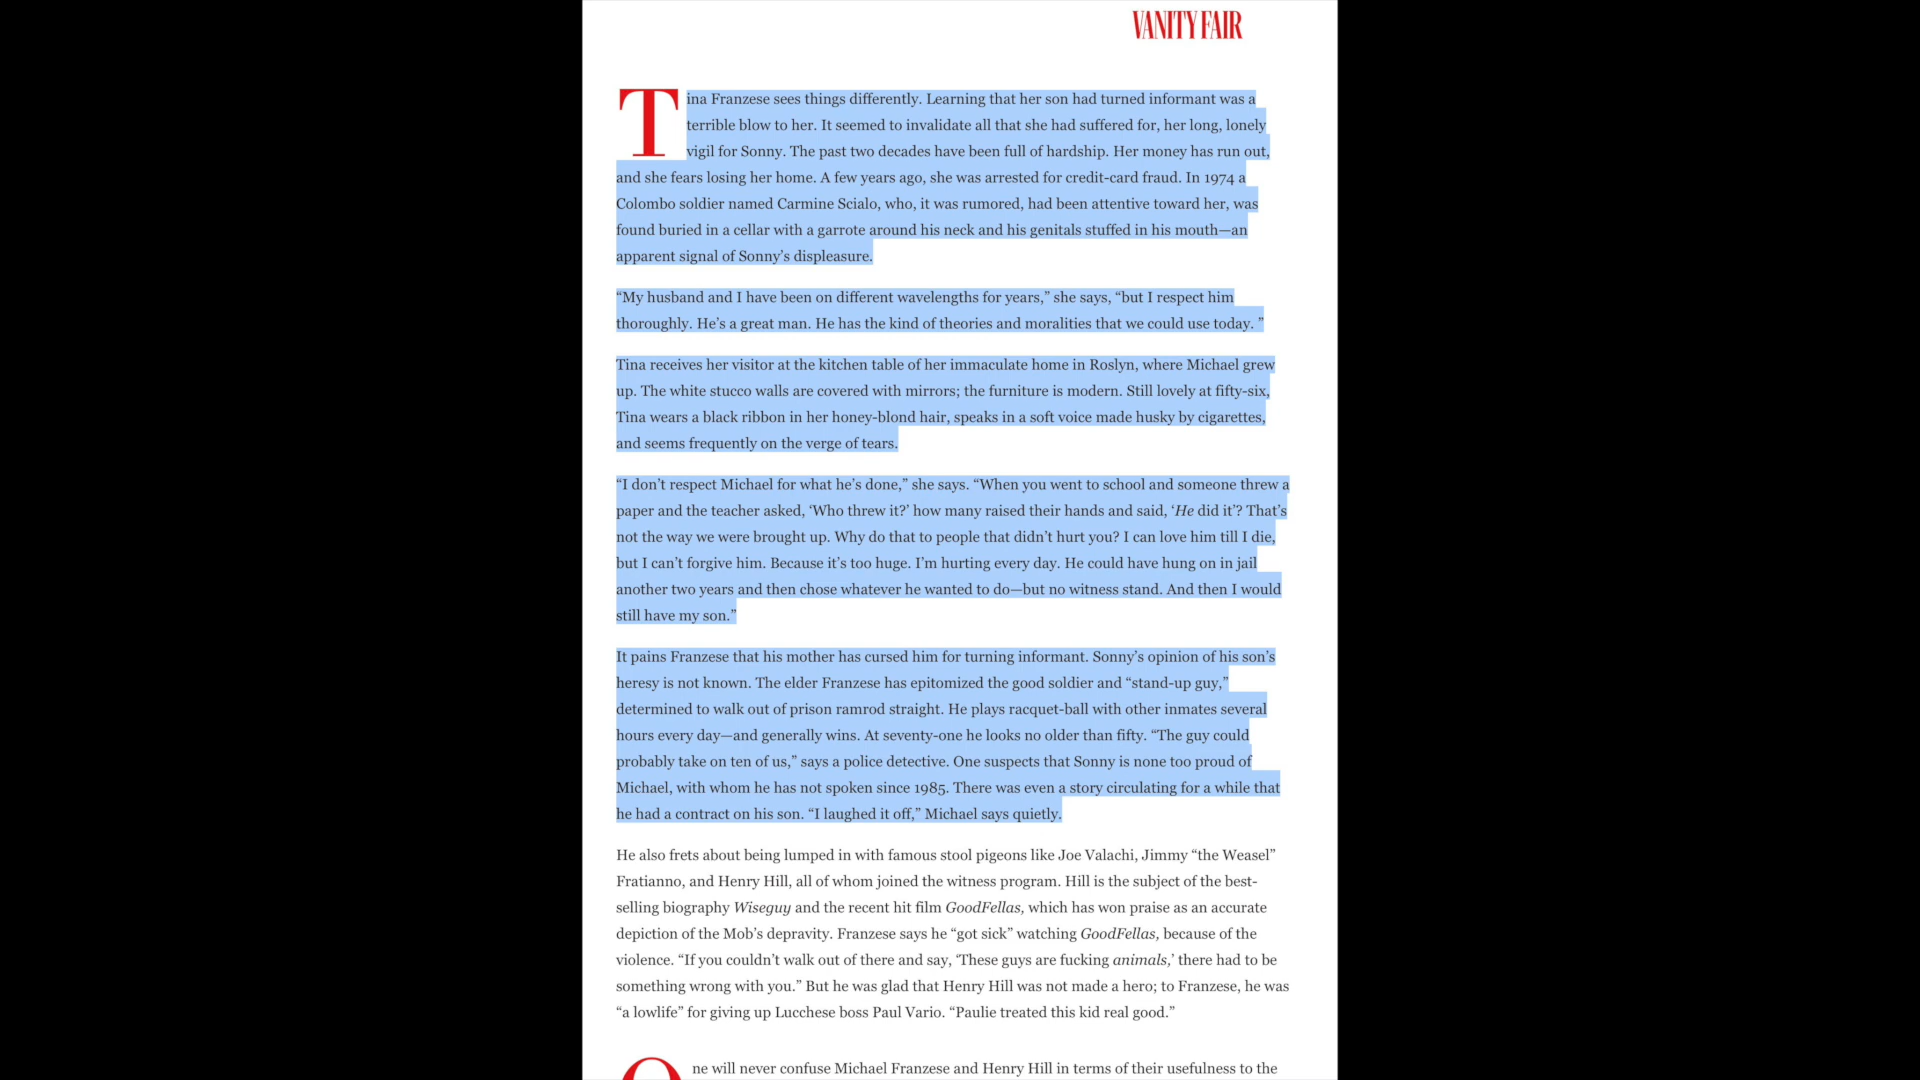 VANITY FAIR
Tina Franzese sees things differently. Learning that her son had turned informant was a
terrible blow to her. It seemed to invalidate all that she had suffered for, her long, lonely
vigil for Sonny. The past two decades have been full of hardship. Her money has run out,
and she fears losing her home. A few years ago, she was arrested for credit-card fraud. In 1974 a
Colombo soldier named Carmine Scialo, who, it was rumored, had been attentive toward her, was
found buried in a cellar with a garrote around his neck and his genitals stuffed in his mouth—an
apparent signal of Sonny’s displeasure.
“My husband and I have been on different wavelengths for years,” she says, “but I respect him
thoroughly. He’s a great man. He has the kind of theories and moralities that we could use today. ”
Tina receives her visitor at the kitchen table of her immaculate home in Roslyn, where Michael grew
up. The white stucco walls are covered with mirrors; the furniture is modern. Still lovely at fifty-six,
Tina wears a black ribbon in her honey-blond hair, speaks in a soft voice made husky by cigarettes,
and seems frequently on the verge of tears.
“I don’t respect Michael for what he’s done,” she says. “When you went to school and someone threw a
paper and the teacher asked, ‘Who threw it?’ how many raised their hands and said, ‘He did it’? That’s
not the way we were brought up. Why do that to people that didn’t hurt you? I can love him till I die,
but I can’t forgive him. Because it’s too huge. I’m hurting every day. He could have hung on in jail
another two years and then chose whatever he wanted to do—but no witness stand. And then I would
still have my son.”
It pains Franzese that his mother has cursed him for turning informant. Sonny’s opinion of his son’s
heresy is not known. The elder Franzese has epitomized the good soldier and “stand-up guy,”
determined to walk out of prison ramrod straight. He plays racquet-ball with other inmates several
hours every day—and generally wins. At seventy-one he looks no older than fifty. “The guy could
probably take on ten of us,” says a police detective. One suspects that Sonny is none too proud of
Michael, with whom he has not spoken since 1985. There was even a story circulating for a while that
he had a contract on his son. “I laughed it off,” Michael says quietly.
He also frets about being lumped in with famous stool pigeons like Joe Valachi, Jimmy “the Weasel”
Fratianno, and Henry Hill, all of whom joined the witness program. Hill is the subject of the best-
selling biography Wiseguy and the recent hit film GoodFellas, which has won praise as an accurate
depiction of the Mob’s depravity. Franzese says he “got sick” watching GoodFellas, because of the
violence. “If you couldn’t walk out of there and say, ‘These guys are fucking animals,’ there had to be
something wrong with you.” But he was glad that Henry Hill was not made a hero; to Franzese, he was
“a lowlife” for giving up Lucchese boss Paul Vario. “Paulie treated this kid real good.”
One will never confuse Michael Franzese and Henry Hill in terms of their usefulness to the